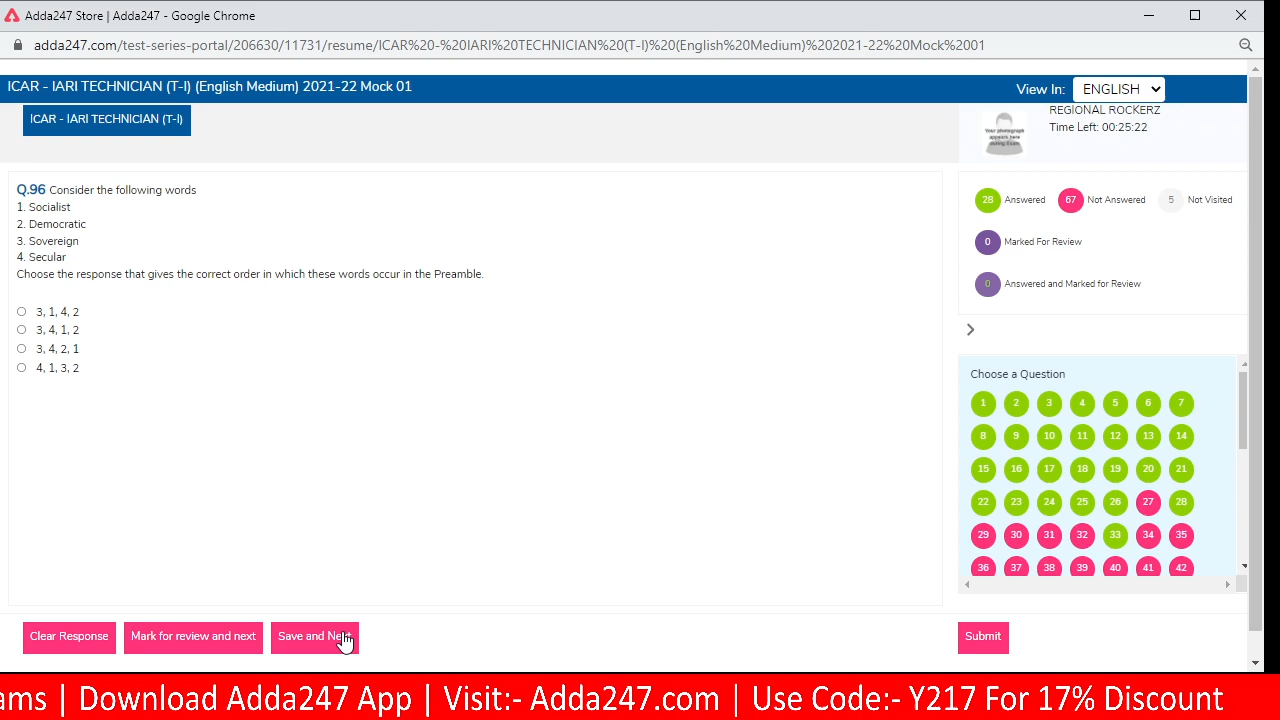 Adda247 Store | Adda247 - Google Chrome
adda247.com/test-series-portal/206630/11731/resume/ICAR%20-%20IARI%20TECHNICIAN%20(T-I)%20(English%20Medium)%202021-22%20Mock%2001
ICAR - IARI TECHNICIAN (T-I) (English Medium) 2021-22 Mock 01
View In: ENGLISH
ICAR - IARI TECHNICIAN (T-I)
Your photograph appears here during Exam
REGIONAL ROCKERZ
Time Left: 00:25:22
Q.96 Consider the following words
1. Socialist
2. Democratic
3. Sovereign
4. Secular
Choose the response that gives the correct order in which these words occur in the Preamble.
3, 1, 4, 2
3, 4, 1, 2
3, 4, 2, 1
4, 1, 3, 2
28 Answered 67 Not Answered 5 Not Visited
0 Marked For Review
0 Answered and Marked for Review
Choose a Question
1 2 3 4 5 6 7
8 9 10 11 12 13 14
15 16 17 18 19 20 21
22 23 24 25 26 27 28
29 30 31 32 33 34 35
36 37 38 39 40 41 42
Clear Response Mark for review and next Save and Next Submit
ams | Download Adda247 App | Visit:- Adda247.com | Use Code:- Y217 For 17% Discount